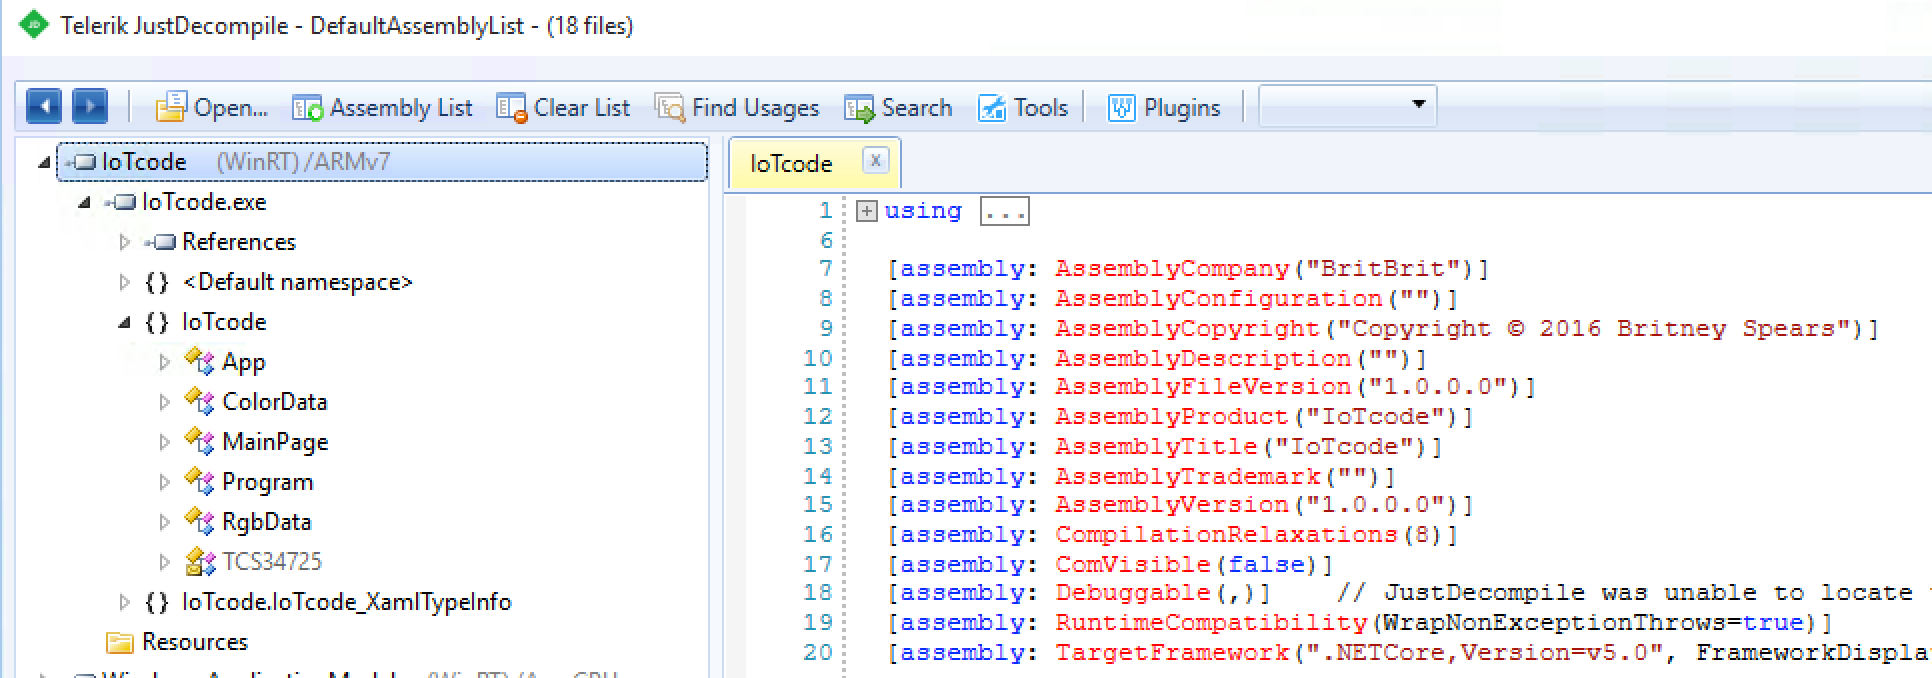 Telerik JustDecompile - DefaultAssemblyList - (18 files)
Open... Assembly List Clear List Find Usages Search Tools Plugins
IoTcode (WinRT) /ARMv7
IoTcode.exe
References
{} <Default namespace>
{} IoTcode
App
ColorData
MainPage
Program
RgbData
TCS34725
{} IoTcode.IoTcode_XamlTypeInfo
Resources
IoTcode x
1 + using ...
6
7 [assembly: AssemblyCompany("BritBrit")]
8 [assembly: AssemblyConfiguration("")]
9 [assembly: AssemblyCopyright("Copyright © 2016 Britney Spears")]
10 [assembly: AssemblyDescription("")]
11 [assembly: AssemblyFileVersion("1.0.0.0")]
12 [assembly: AssemblyProduct("IoTcode")]
13 [assembly: AssemblyTitle("IoTcode")]
14 [assembly: AssemblyTrademark("")]
15 [assembly: AssemblyVersion("1.0.0.0")]
16 [assembly: CompilationRelaxations(8)]
17 [assembly: ComVisible(false)]
18 [assembly: Debuggable(,)] // JustDecompile was unable to locate
19 [assembly: RuntimeCompatibility(WrapNonExceptionThrows=true)]
20 [assembly: TargetFramework(".NETCore,Version=v5.0", FrameworkDispla